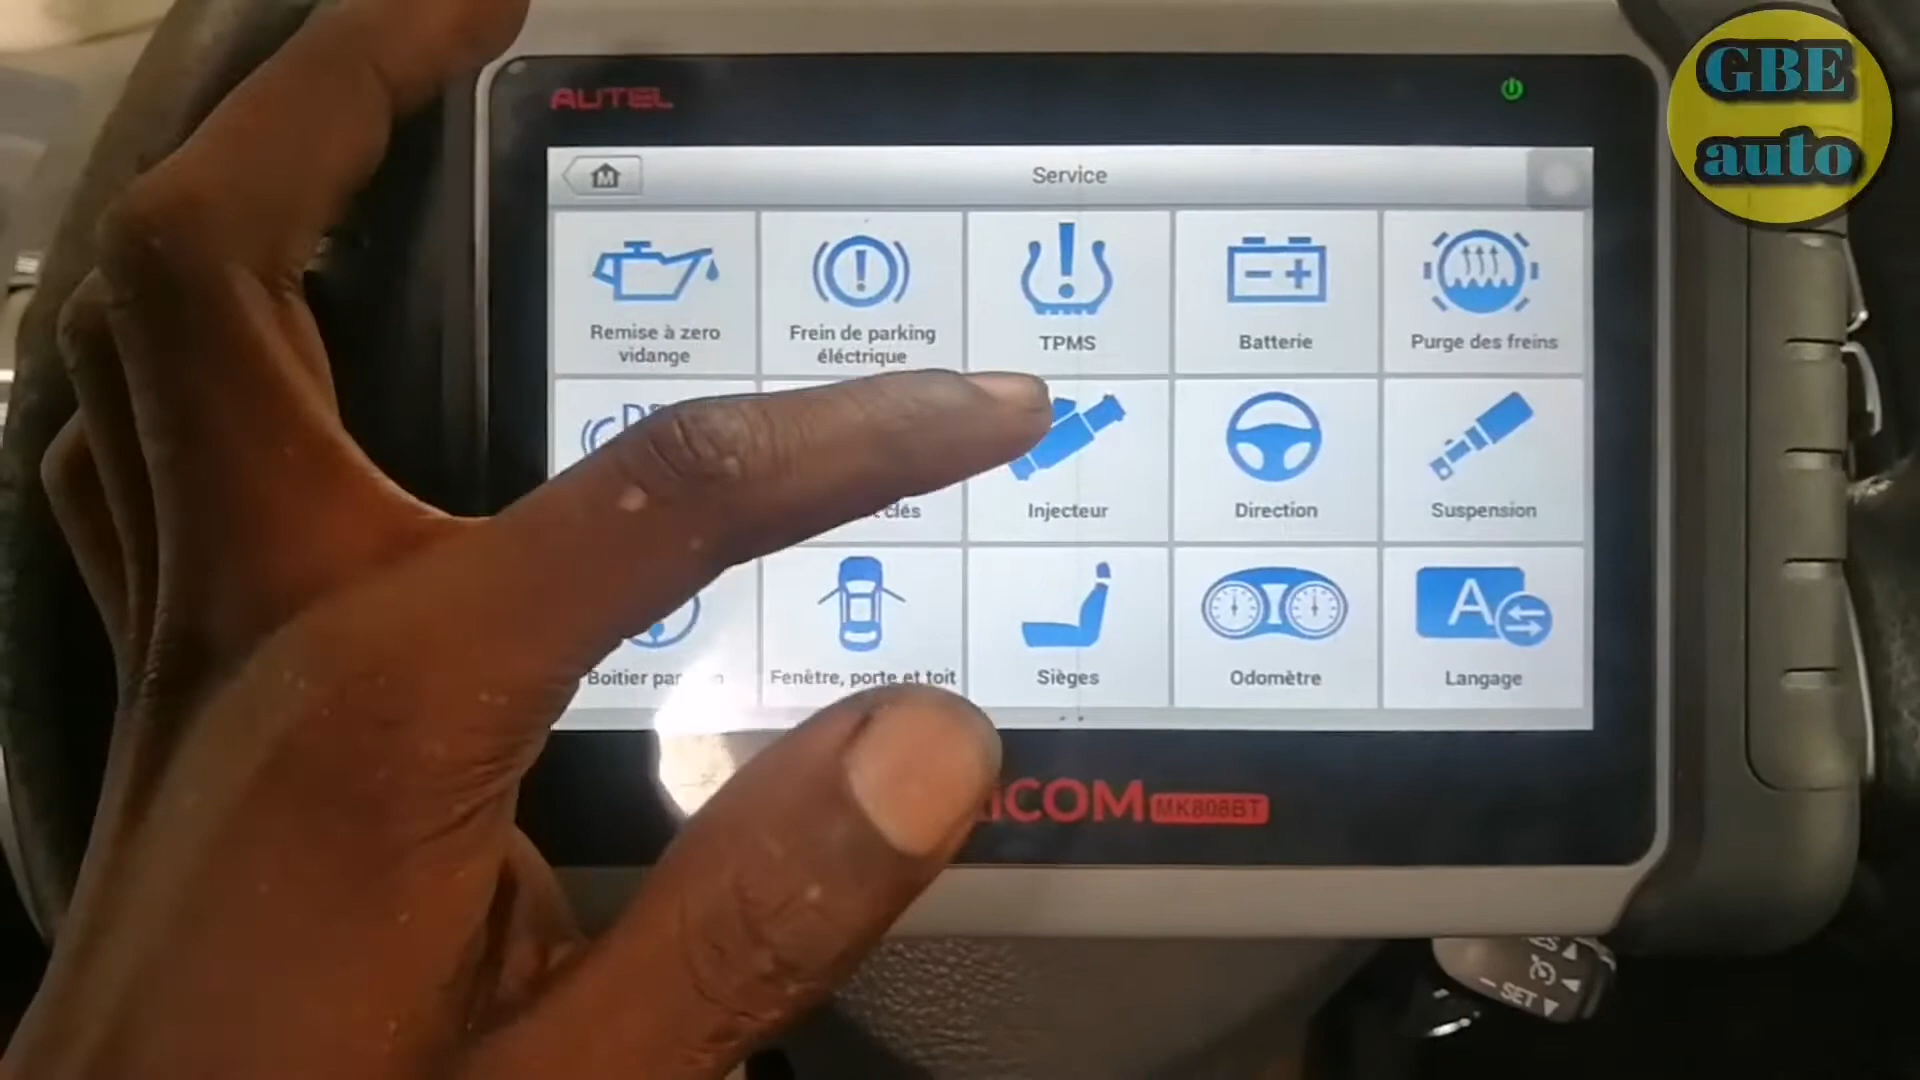 GBE
auto
AUTEL
M
Service
Remise à zero
vidange
Frein de parking
éléctrique
TPMS
Batterie
Purge des freins
clés
Injecteur
Direction
Suspension
Boitier
Fenêtre, porte et toit
Sièges
Odomètre
A
Langage
COM MK808BT
SET